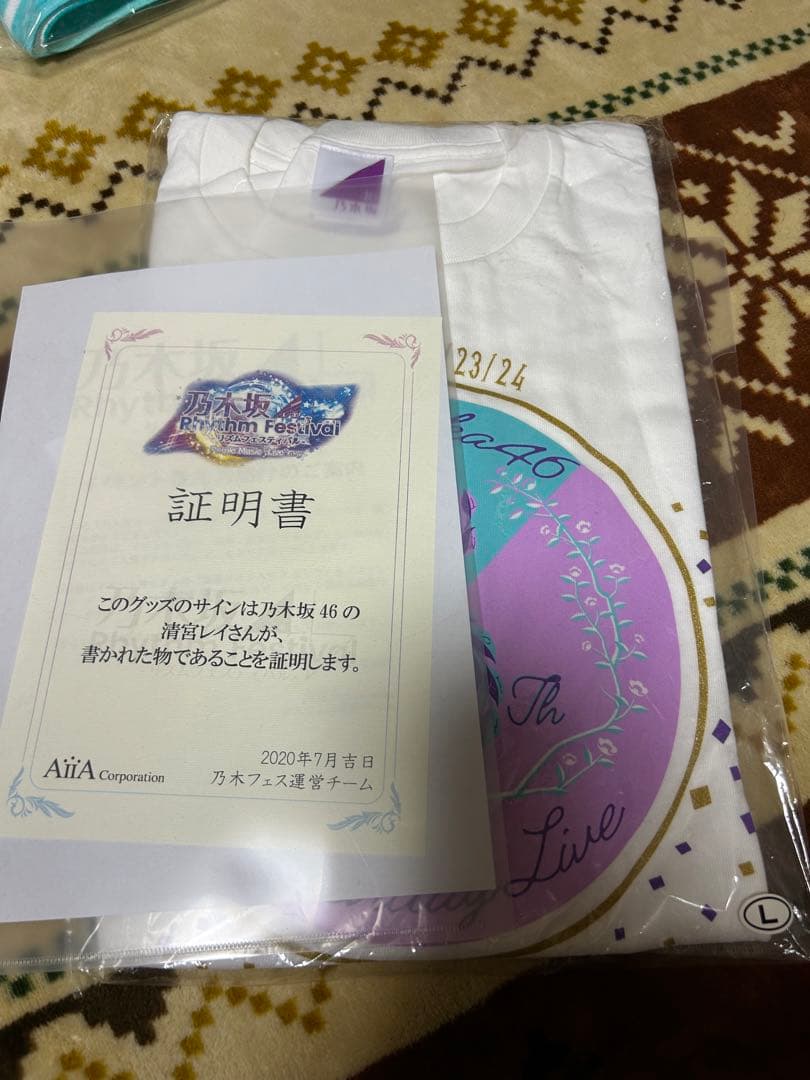 乃木坂
Rhythm Festival
リズムフェスティバル
証明書
このグッズのサインは乃木坂46の
清宮レイさんが、
書かれた物であることを証明します。
2020年7月吉日
AiiA Corporation
乃木フェス運営チーム
乃木坂
/23/24
ka46
Th
Live
L